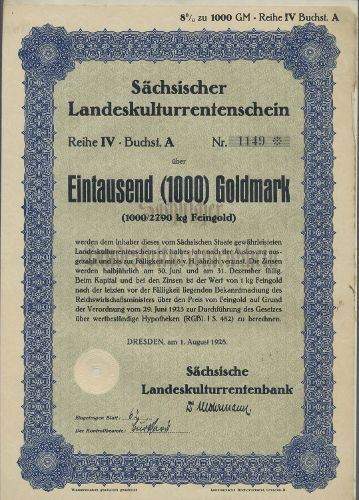 8% zu 1000 GM - Reihe IV Buchst. A
Sächsischer
Landeskulturrentenschein
Reihe IV - Buchst. A Nr. 1149 *
über
Eintausend (1000) Goldmark
(1000/2790 kg Feingold)
werden dem Inhaber dieses vom Sächsischen Staate gewährleisteten
Landeskulturrentenscheins ein halbes Jahr nach der Auslosung aus-
gezahlt und bis zur Fälligkeit mit 8 v. H. jährlich verzinst. Die Zinsen
werden halbjährlich am 30. Juni und am 31. Dezember fällig.
Beim Kapital und bei den Zinsen ist der Wert von 1 kg Feingold
nach der letzten vor der Fälligkeit liegenden Bekanntmachung des
Reichswirtschaftsministers über den Preis von Feingold auf Grund
der Verordnung vom 29. Juni 1923 zur Durchführung des Gesetzes
über wertbeständige Hypotheken (RGBl. I S. 482) zu berechnen.
DRESDEN, am 1. August 1928.
Sächsische
Landeskulturrentenbank
Eingetragen Blatt:
Der Kontrollbeamte: